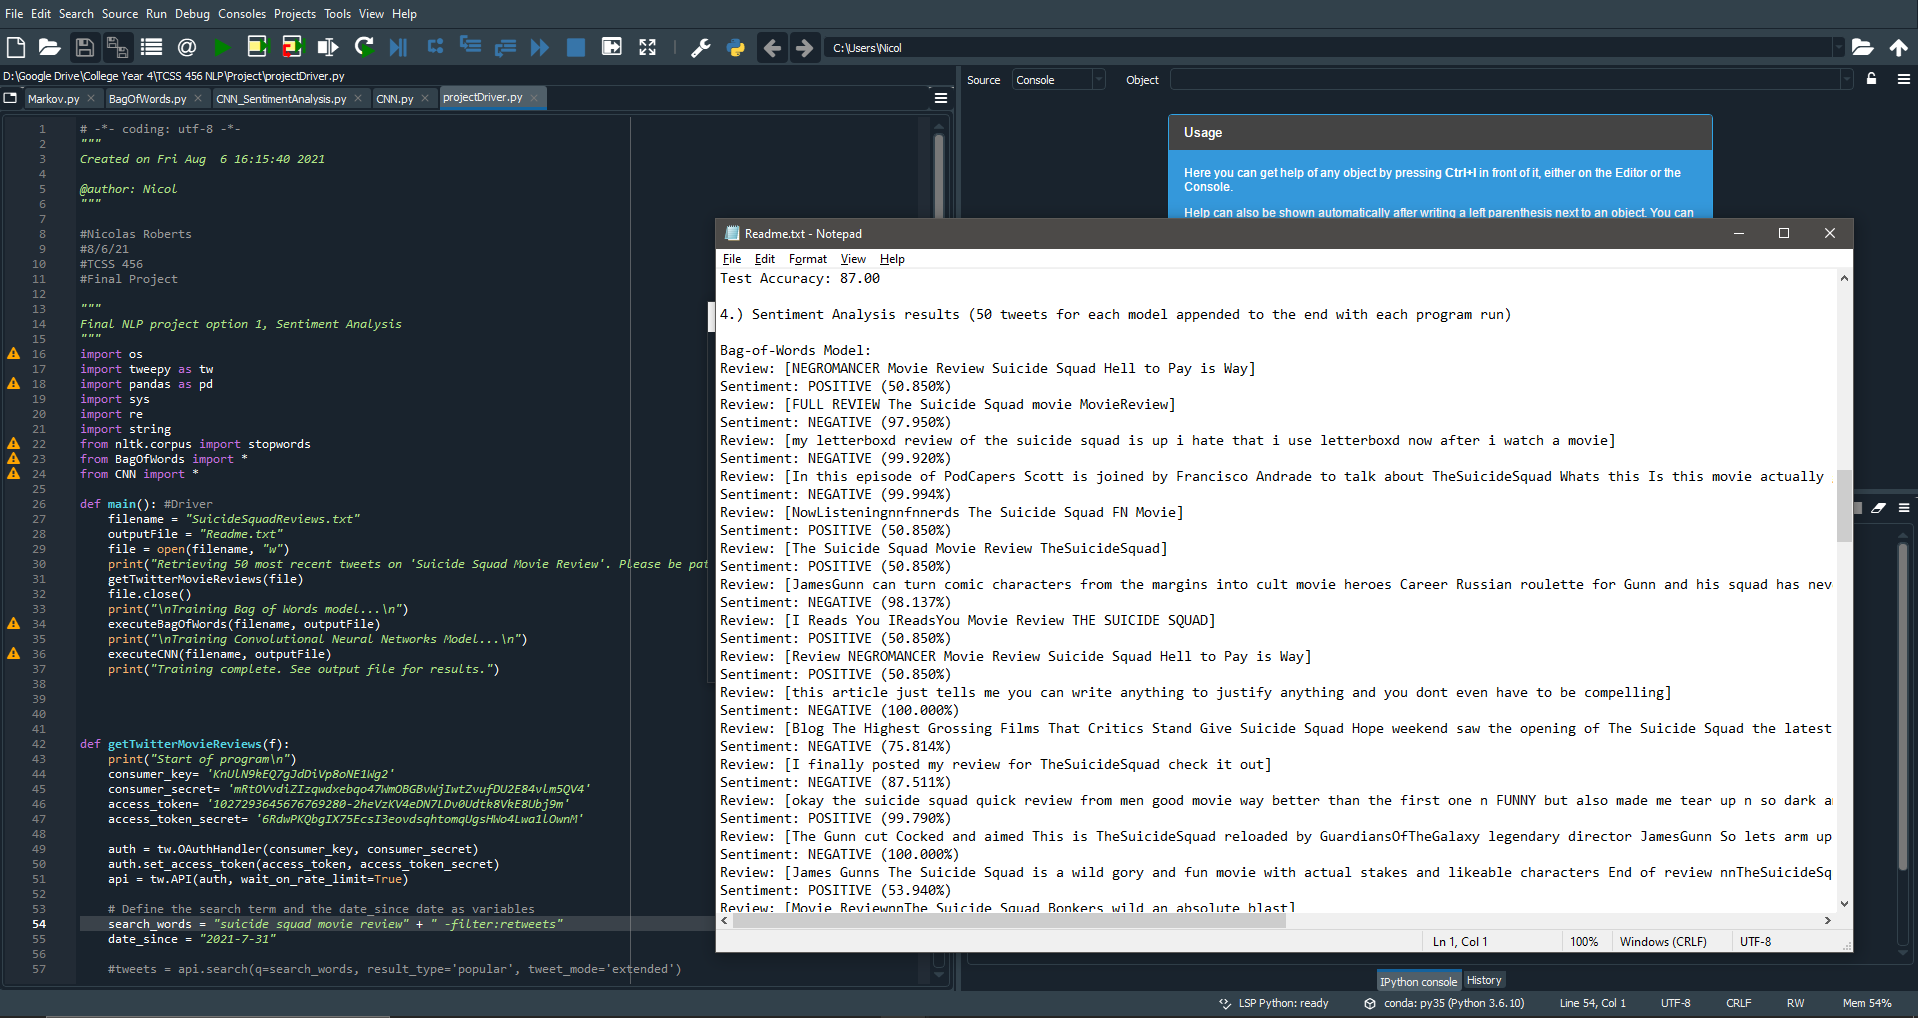 File Edit Search Source Run Debug Consoles Projects Tools View Help
C:\Users\Nicol
D:\Google Drive\College Year 4\TCSS 456 NLP\Project\projectDriver.py
Markov.py BagOfWords.py CNN_SentimentAnalysis.py CNN.py projectDriver.py
1 # -*- coding: utf-8 -*-
2 """
3 Created on Fri Aug  6 16:15:40 2021
4
5 @author: Nicol
6 """
7
8 #Nicolas Roberts
9 #8/6/21
10 #TCSS 456
11 #Final Project
12
13 """
14 Final NLP project option 1, Sentiment Analysis
15 """
16 import os
17 import tweepy as tw
18 import pandas as pd
19 import sys
20 import re
21 import string
22 from nltk.corpus import stopwords
23 from BagOfWords import *
24 from CNN import *
25
26 def main(): #Driver
27 filename = "SuicideSquadReviews.txt"
28 outputFile = "Readme.txt"
29 file = open(filename, "w")
30 print("Retrieving 50 most recent tweets on 'Suicide Squad Movie Review'. Please be pat
31 getTwitterMovieReviews(file)
32 file.close()
33 print("\nTraining Bag of Words model...\n")
34 executeBagOfWords(filename, outputFile)
35 print("\nTraining Convolutional Neural Networks Model...\n")
36 executeCNN(filename, outputFile)
37 print("Training complete. See output file for results.")
38
39
40
41
42 def getTwitterMovieReviews(f):
43 print("Start of program\n")
44 consumer_key=
45 consumer_secret=
46 access_token=
47 access_token_secret=
48
49 auth = tw.OAuthHandler(consumer_key, consumer_secret)
50 auth.set_access_token(access_token, access_token_secret)
51 api = tw.API(auth, wait_on_rate_limit=True)
52
53 # Define the search term and the date_since date as variables
54 search_words = "suicide squad movie review" + " -filter:retweets"
55 date_since = "2021-7-31"
56
57 #tweets = api.search(q=search_words, result_type='popular', tweet_mode='extended')
Source Console Object
Usage
Here you can get help of any object by pressing Ctrl+I in front of it, either on the Editor or the
Console.
Help can also be shown automatically after writing a left parenthesis next to an object. You can
Readme.txt - Notepad
File Edit Format View Help
Test Accuracy: 87.00
4.) Sentiment Analysis results (50 tweets for each model appended to the end with each program run)
Bag-of-Words Model:
Review: [NEGROMANCER Movie Review Suicide Squad Hell to Pay is Way]
Sentiment: POSITIVE (50.850%)
Review: [FULL REVIEW The Suicide Squad movie MovieReview]
Sentiment: NEGATIVE (97.950%)
Review: [my letterboxd review of the suicide squad is up i hate that i use letterboxd now after i watch a movie]
Sentiment: NEGATIVE (99.920%)
Review: [In this episode of PodCapers Scott is joined by Francisco Andrade to talk about TheSuicideSquad Whats this Is this movie actually
Sentiment: NEGATIVE (99.994%)
Review: [NowListeningnnfnnerds The Suicide Squad FN Movie]
Sentiment: POSITIVE (50.850%)
Review: [The Suicide Squad Movie Review TheSuicideSquad]
Sentiment: POSITIVE (50.850%)
Review: [JamesGunn can turn comic characters from the margins into cult movie heroes Career Russian roulette for Gunn and his squad has nev
Sentiment: NEGATIVE (98.137%)
Review: [I Reads You IReadsYou Movie Review THE SUICIDE SQUAD]
Sentiment: POSITIVE (50.850%)
Review: [Review NEGROMANCER Movie Review Suicide Squad Hell to Pay is Way]
Sentiment: POSITIVE (50.850%)
Review: [this article just tells me you can write anything to justify anything and you dont even have to be compelling]
Sentiment: NEGATIVE (100.000%)
Review: [Blog The Highest Grossing Films That Critics Stand Give Suicide Squad Hope weekend saw the opening of The Suicide Squad the latest
Sentiment: NEGATIVE (75.814%)
Review: [I finally posted my review for TheSuicideSquad check it out]
Sentiment: NEGATIVE (87.511%)
Review: [okay the suicide squad quick review from men good movie way better than the first one n FUNNY but also made me tear up n so dark a
Sentiment: POSITIVE (99.790%)
Review: [The Gunn cut Cocked and aimed This is TheSuicideSquad reloaded by GuardiansOfTheGalaxy legendary director JamesGunn So lets arm up
Sentiment: NEGATIVE (100.000%)
Review: [James Gunns The Suicide Squad is a wild gory and fun movie with actual stakes and likeable characters End of review nnTheSuicideSq
Sentiment: POSITIVE (53.940%)
Review: [Movie ReviewnnThe Suicide Squad Bonkers wild an absolute blast]
Ln 1, Col 1 100% Windows (CRLF) UTF-8
IPython console History
LSP Python: ready conda: py35 (Python 3.6.10) Line 54, Col 1 UTF-8 CRLF RW Mem 54%